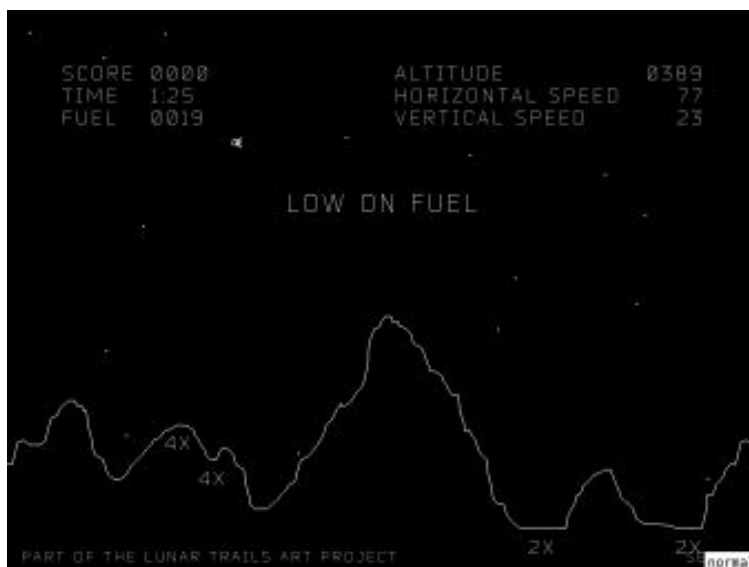 SCORE 0000
TIME 1:25
FUEL 0019
ALTITUDE 0389
HORIZONTAL SPEED 77
VERTICAL SPEED 23
LOW ON FUEL
4X
4X
2X
2X
PART OF THE LUNAR TRAILS ART PROJECT